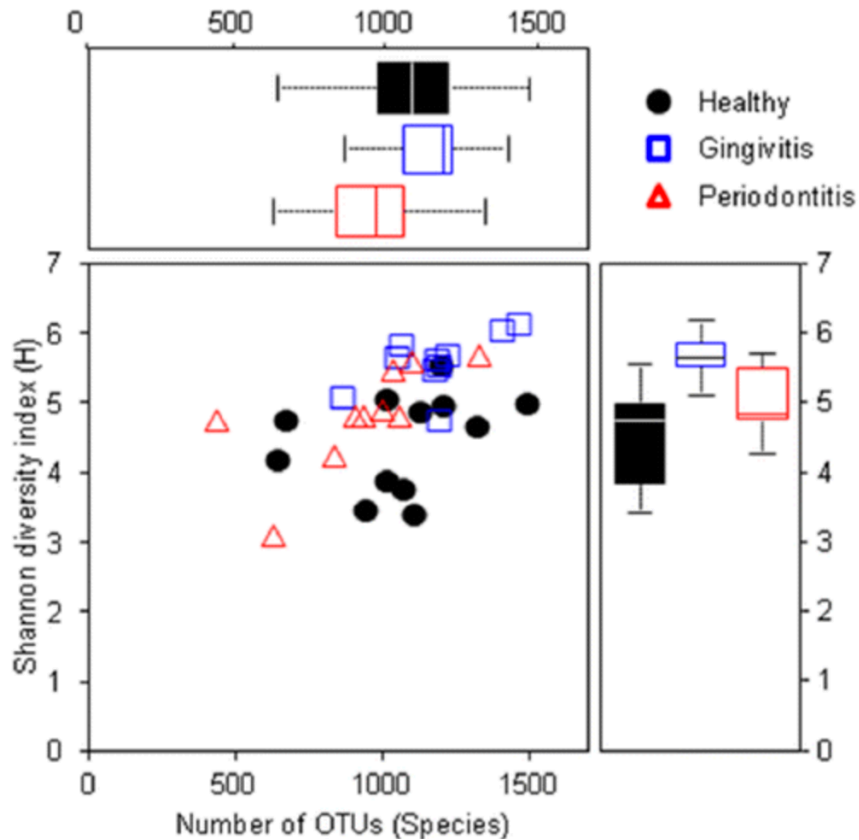 0 500 1000 1500
Healthy
Gingivitis
Periodontitis
7 7
6 6
5 5
4 4
3 3
2 2
1 1
0 0
0 500 1000 1500
Shannon diversity index (H)
Number of OTUs (Species)